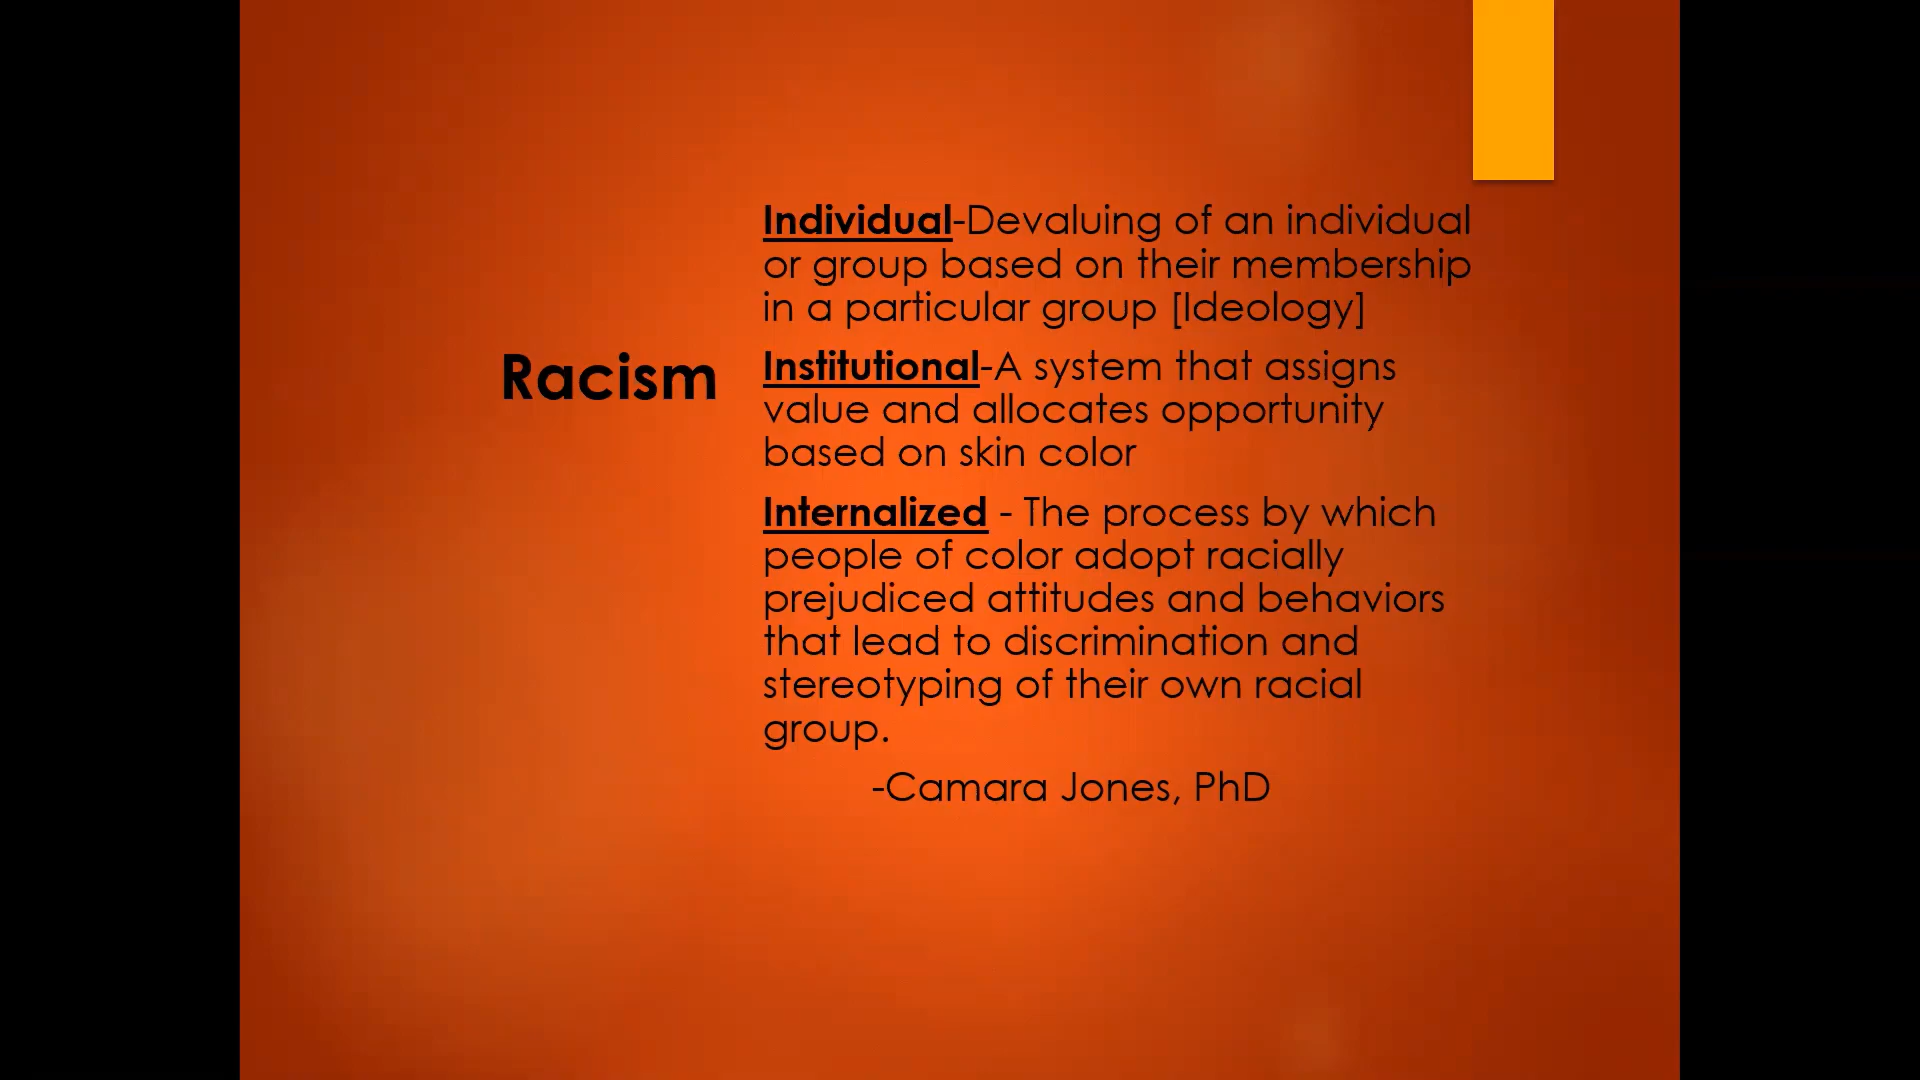 Racism
Individual-Devaluing of an individual
or group based on their membership
in a particular group [Ideology]
Institutional-A system that assigns
value and allocates opportunity
based on skin color
Internalized - The process by which
people of color adopt racially
prejudiced attitudes and behaviors
that lead to discrimination and
stereotyping of their own racial
group.
-Camara Jones, PhD